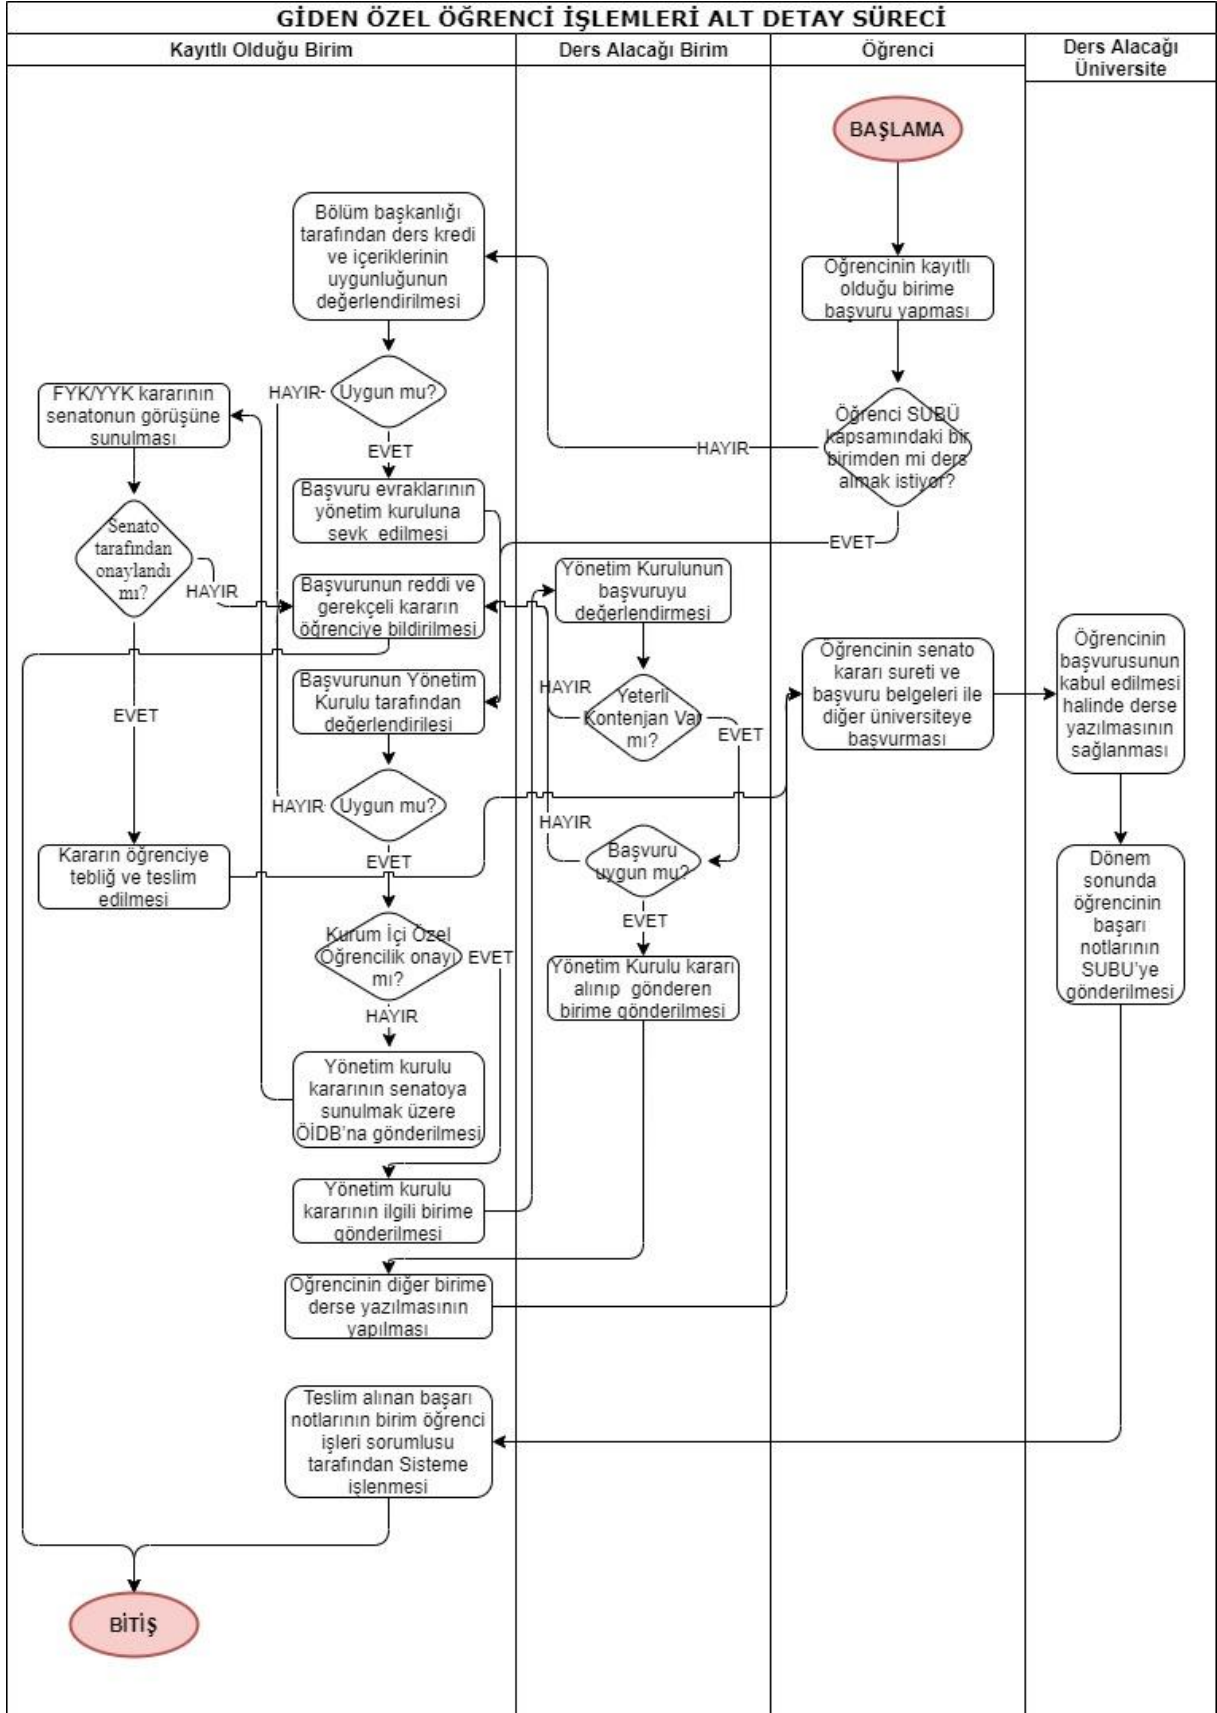 GİDEN ÖZEL ÖĞRENCİ İŞLEMLERİ ALT DETAY SÜRECİ
Kayıtlı Olduğu Birim
Ders Alacağı Birim
Öğrenci
Ders Alacağı
Üniversite
BAŞLAMA
Öğrencinin kayıtlı
olduğu birime
başvuru yapması
Öğrenci SUBÜ
kapsamındaki bir
birimden mi ders
almak istiyor?
HAYIR
EVET
Bölüm başkanlığı
tarafından ders kredi
ve içeriklerinin
uygunluğunun
değerlendirilmesi
Uygun mu?
HAYIR
EVET
Başvuru evraklarının
yönetim kuruluna
sevk edilmesi
FYK/YYK kararının
senatonun görüşüne
sunulması
Senato
tarafından
onaylandı
mı?
HAYIR
EVET
Başvurunun reddi ve
gerekçeli kararın
öğrenciye bildirilmesi
Başvurunun Yönetim
Kurulu tarafından
değerlendirilesi
Uygun mu?
HAYIR
EVET
Kararın öğrenciye
tebliğ ve teslim
edilmesi
Kurum İçi Özel
Öğrencilik onayı
mı?
EVET
HAYIR
Yönetim kurulu
kararının senatoya
sunulmak üzere
ÖİDB'na gönderilmesi
Yönetim kurulu
kararının ilgili birime
gönderilmesi
Yönetim Kurulunun
başvuruyu
değerlendirmesi
Yeterli
Kontenjan Var
mı?
HAYIR
EVET
Başvuru
uygun mu?
HAYIR
EVET
Yönetim Kurulu kararı
alınıp gönderen
birime gönderilmesi
Öğrencinin diğer birime
derse yazılmasının
yapılması
Öğrencinin senato
kararı sureti ve
başvuru belgeleri ile
diğer üniversiteye
başvurması
Öğrencinin
başvurusunun
kabul edilmesi
halinde derse
yazılmasının
sağlanması
Dönem
sonunda
öğrencinin
başarı
notlarının
SUBU'ye
gönderilmesi
Teslim alınan başarı
notlarının birim öğrenci
işleri sorumlusu
tarafından Sisteme
işlenmesi
BİTİŞ